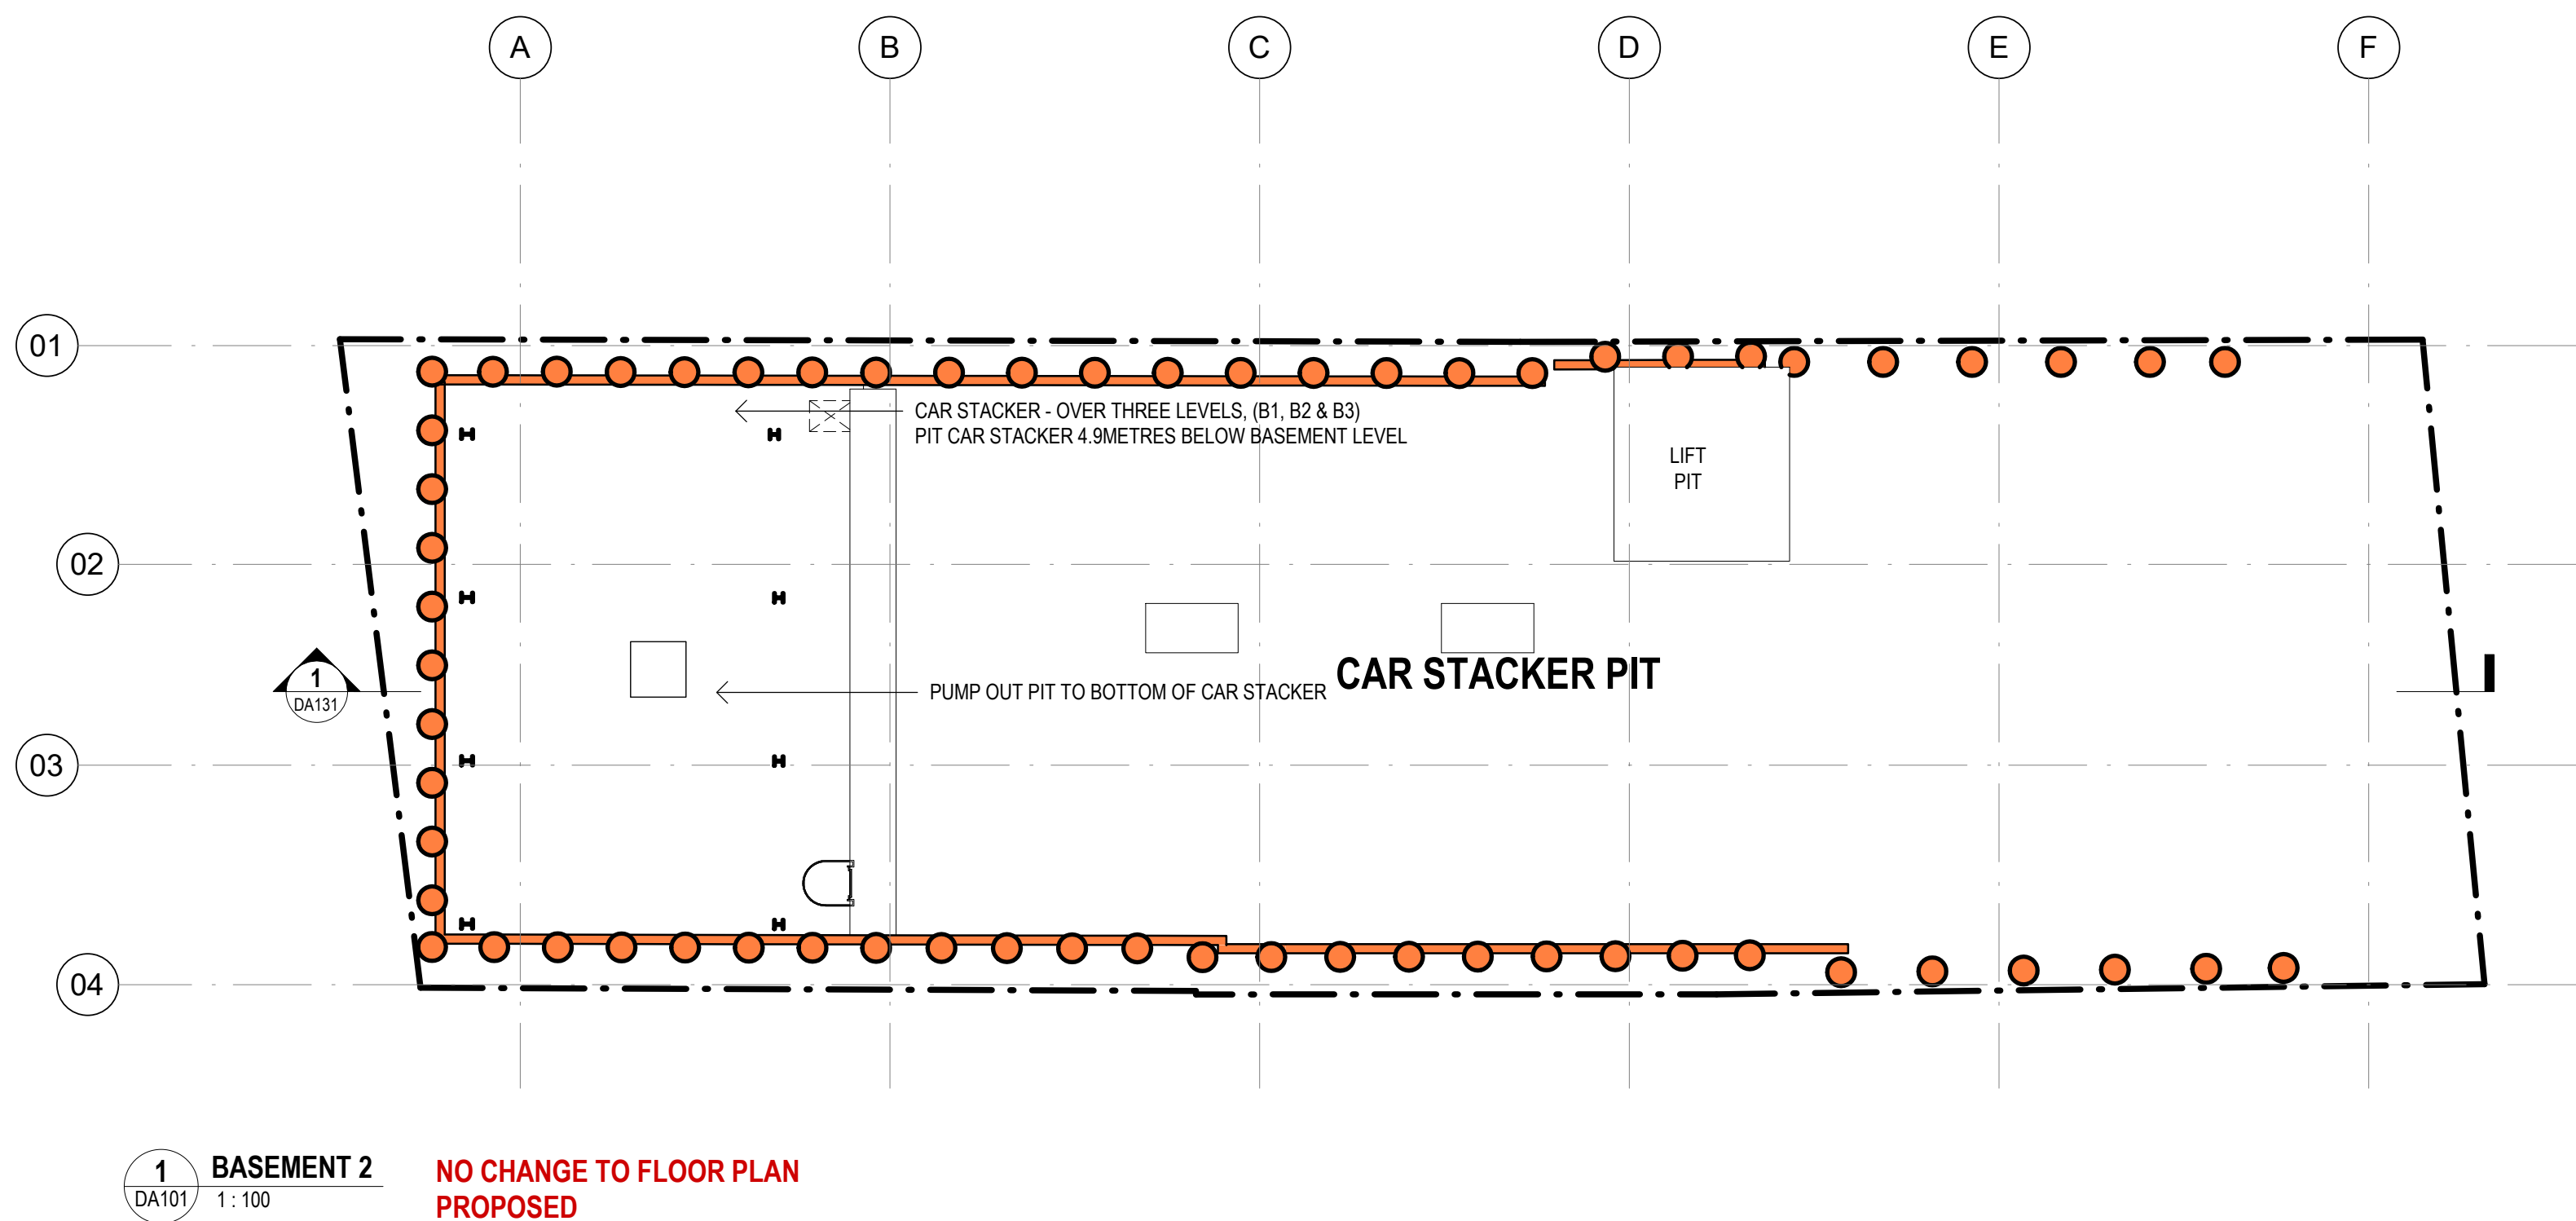 A
B
C
D
E
F
01
02
03
04
CAR STACKER - OVER THREE LEVELS, (B1, B2 & B3)
PIT CAR STACKER 4.9METRES BELOW BASEMENT LEVEL
LIFT
PIT
CAR STACKER PIT
PUMP OUT PIT TO BOTTOM OF CAR STACKER
1
DA131
1
DA101
BASEMENT 2
1 : 100
NO CHANGE TO FLOOR PLAN
PROPOSED